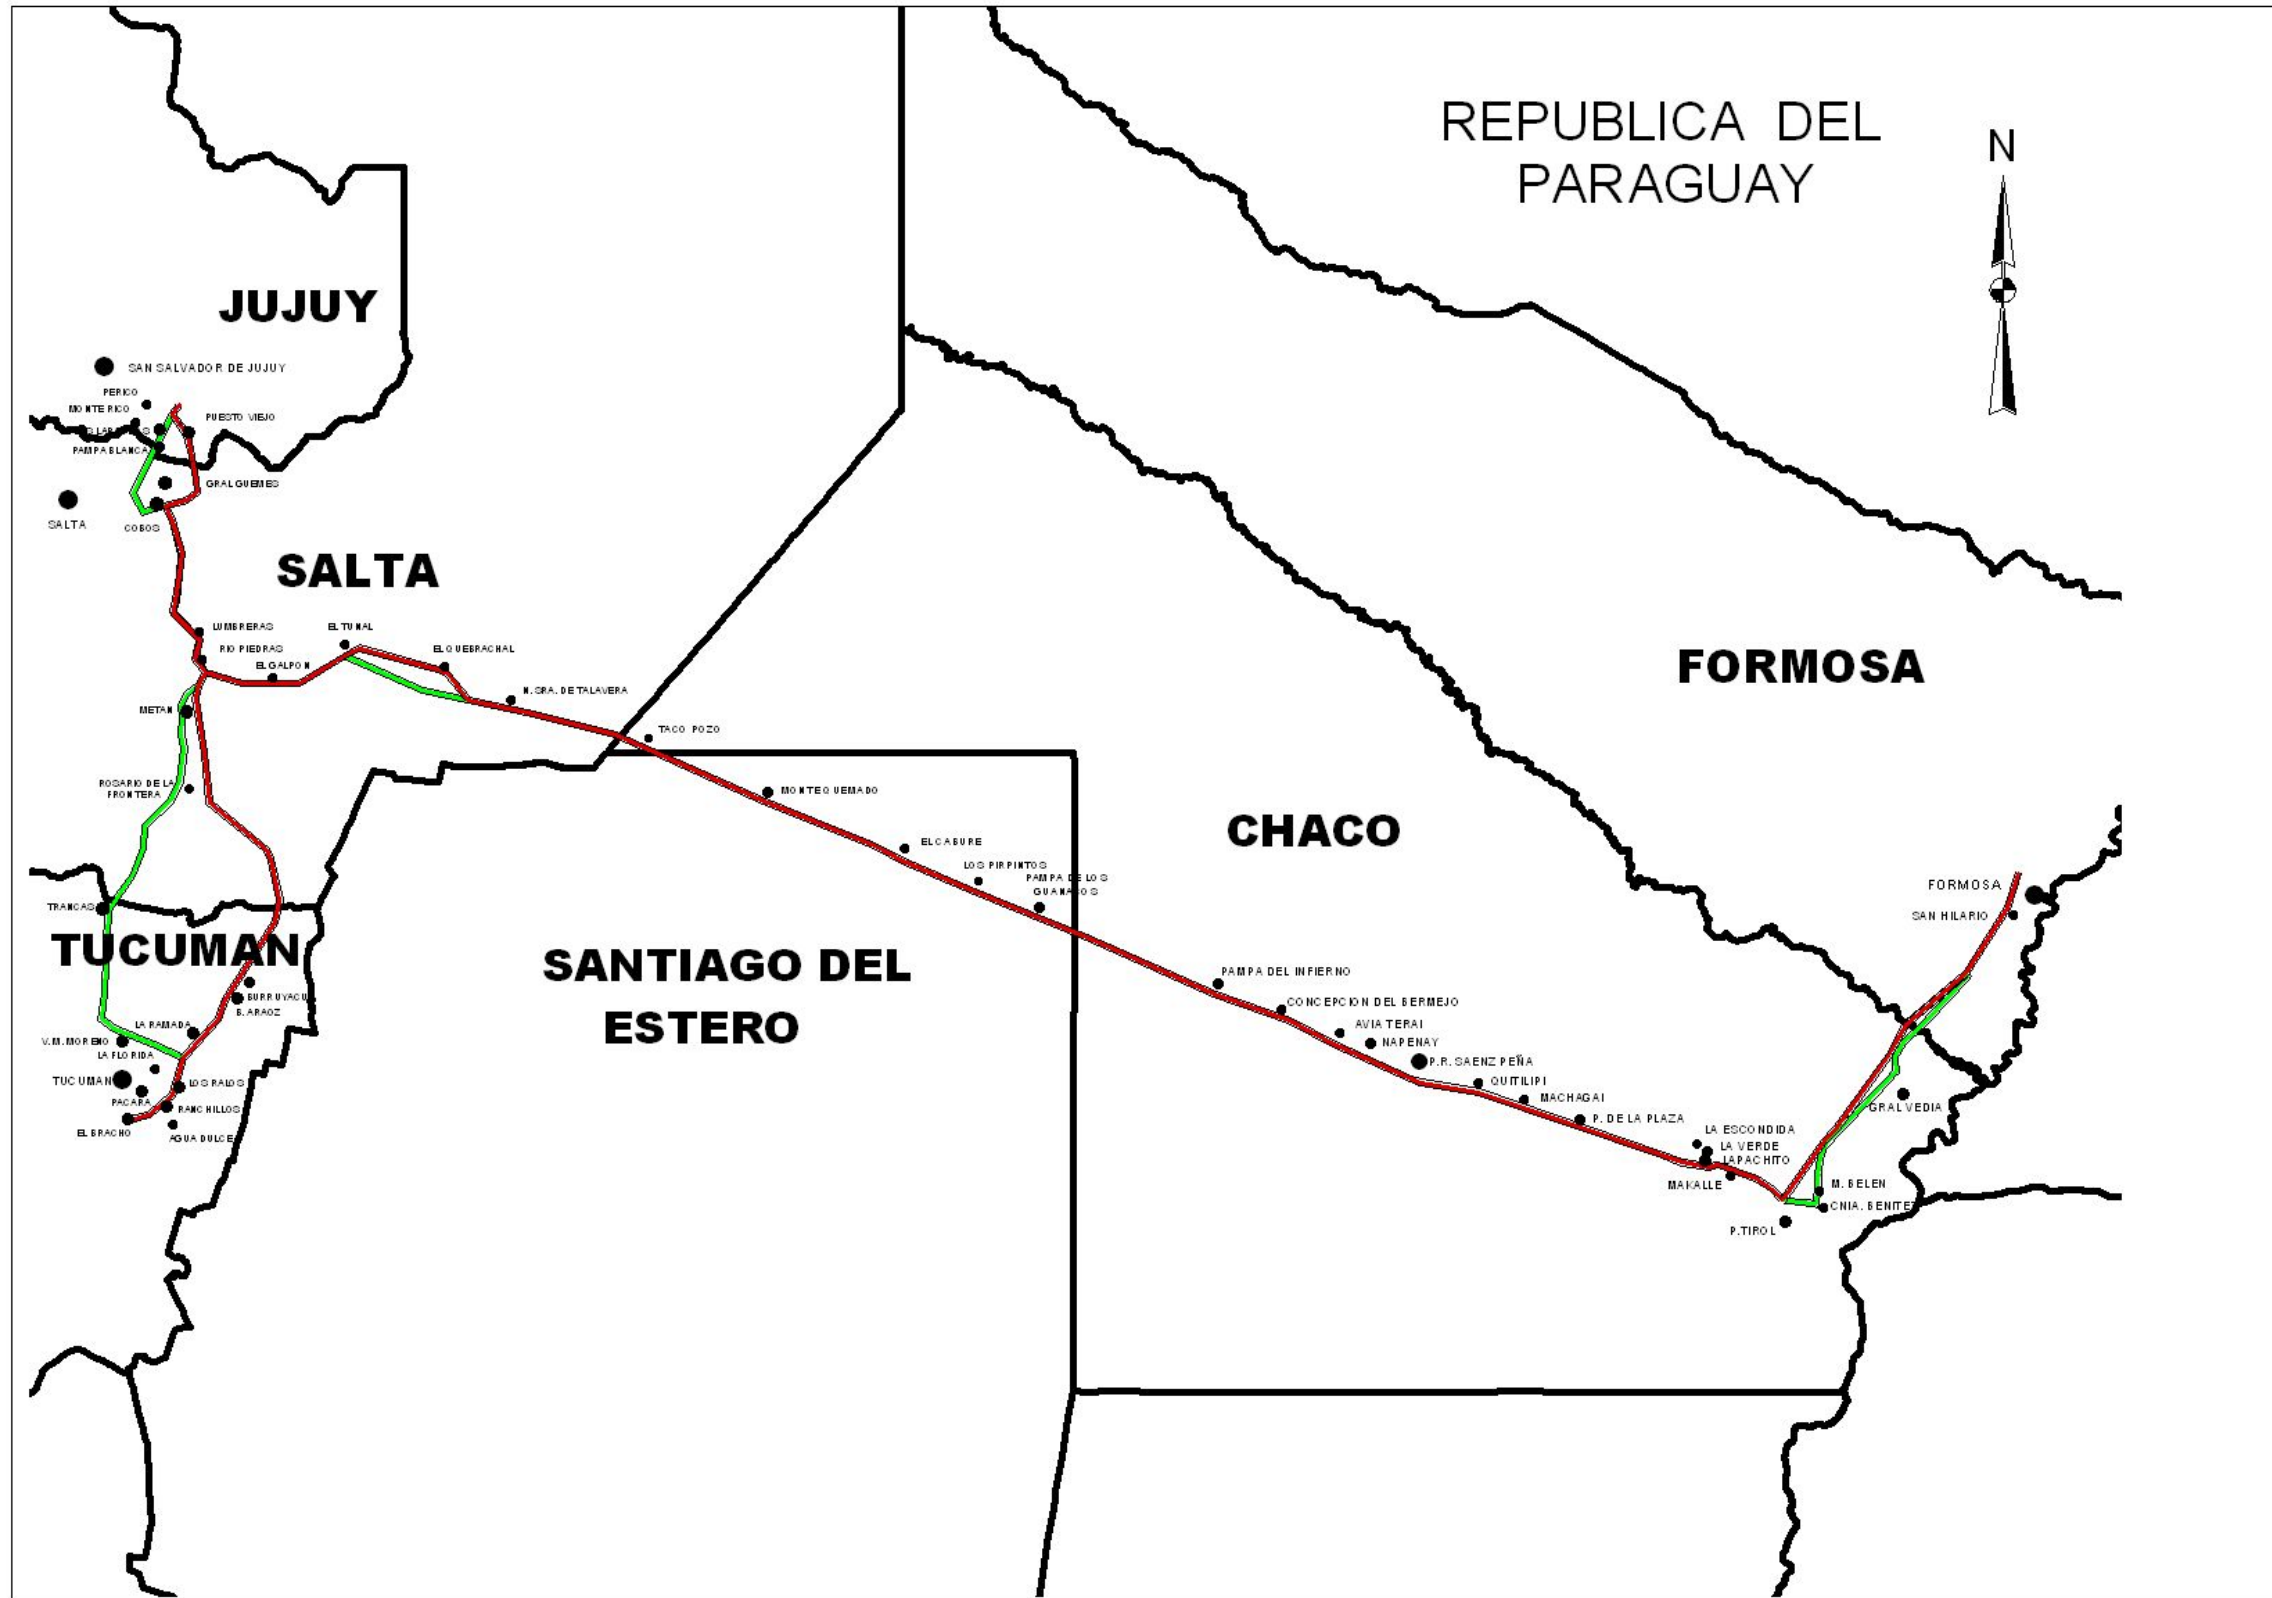 REPUBLICA DEL
PARAGUAY
N
JUJUY
SAN SALVADOR DE JUJUY
PERICO
MONTERICO
PUESTO VIEJO
PAMPA BLANCA
GRAL GUEMES
SALTA
COBOS
SALTA
LUMBRERAS
EL TUNAL
RIO PIEDRAS
EL QUEBRACHAL
EL GALPON
FORMOSA
N. SRA. DE TALAVERA
METAN
TACO POZO
ROSARIO DE LA
FRONTERA
MONTEQUEMADO
CHACO
EL CABURE
LOS PIRPINTOS
PAMPA DE LOS
GUANACOS
FORMOSA
TRANCAS
SAN HILARIO
TUCUMAN
SANTIAGO DEL
ESTERO
PAMPA DEL INFIERNO
BURRUYACU
CONCEPCION DEL BERMEJO
B. ARAOZ
LA RAMADA
AVIA TERAI
V.M.MORENO
NAPENAY
LA FLORIDA
P.R. SAENZ PEÑA
TUCUMAN
LOS RALOS
QUITILIPI
PACARA
RANCHILLOS
MACHAGAI
GRAL VEDIA
P. DE LA PLAZA
EL BRACHO
AGUA DULCE
LA ESCONDIDA
LA VERDE
LAPACHITO
MAKALLE
M. BELEN
CNIA. BENITEZ
P.TIROL